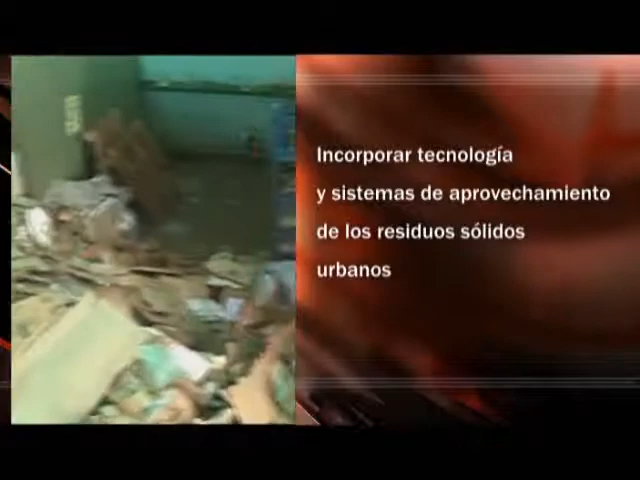 Incorporar tecnología
y sistemas de aprovechamiento
de los residuos sólidos
urbanos